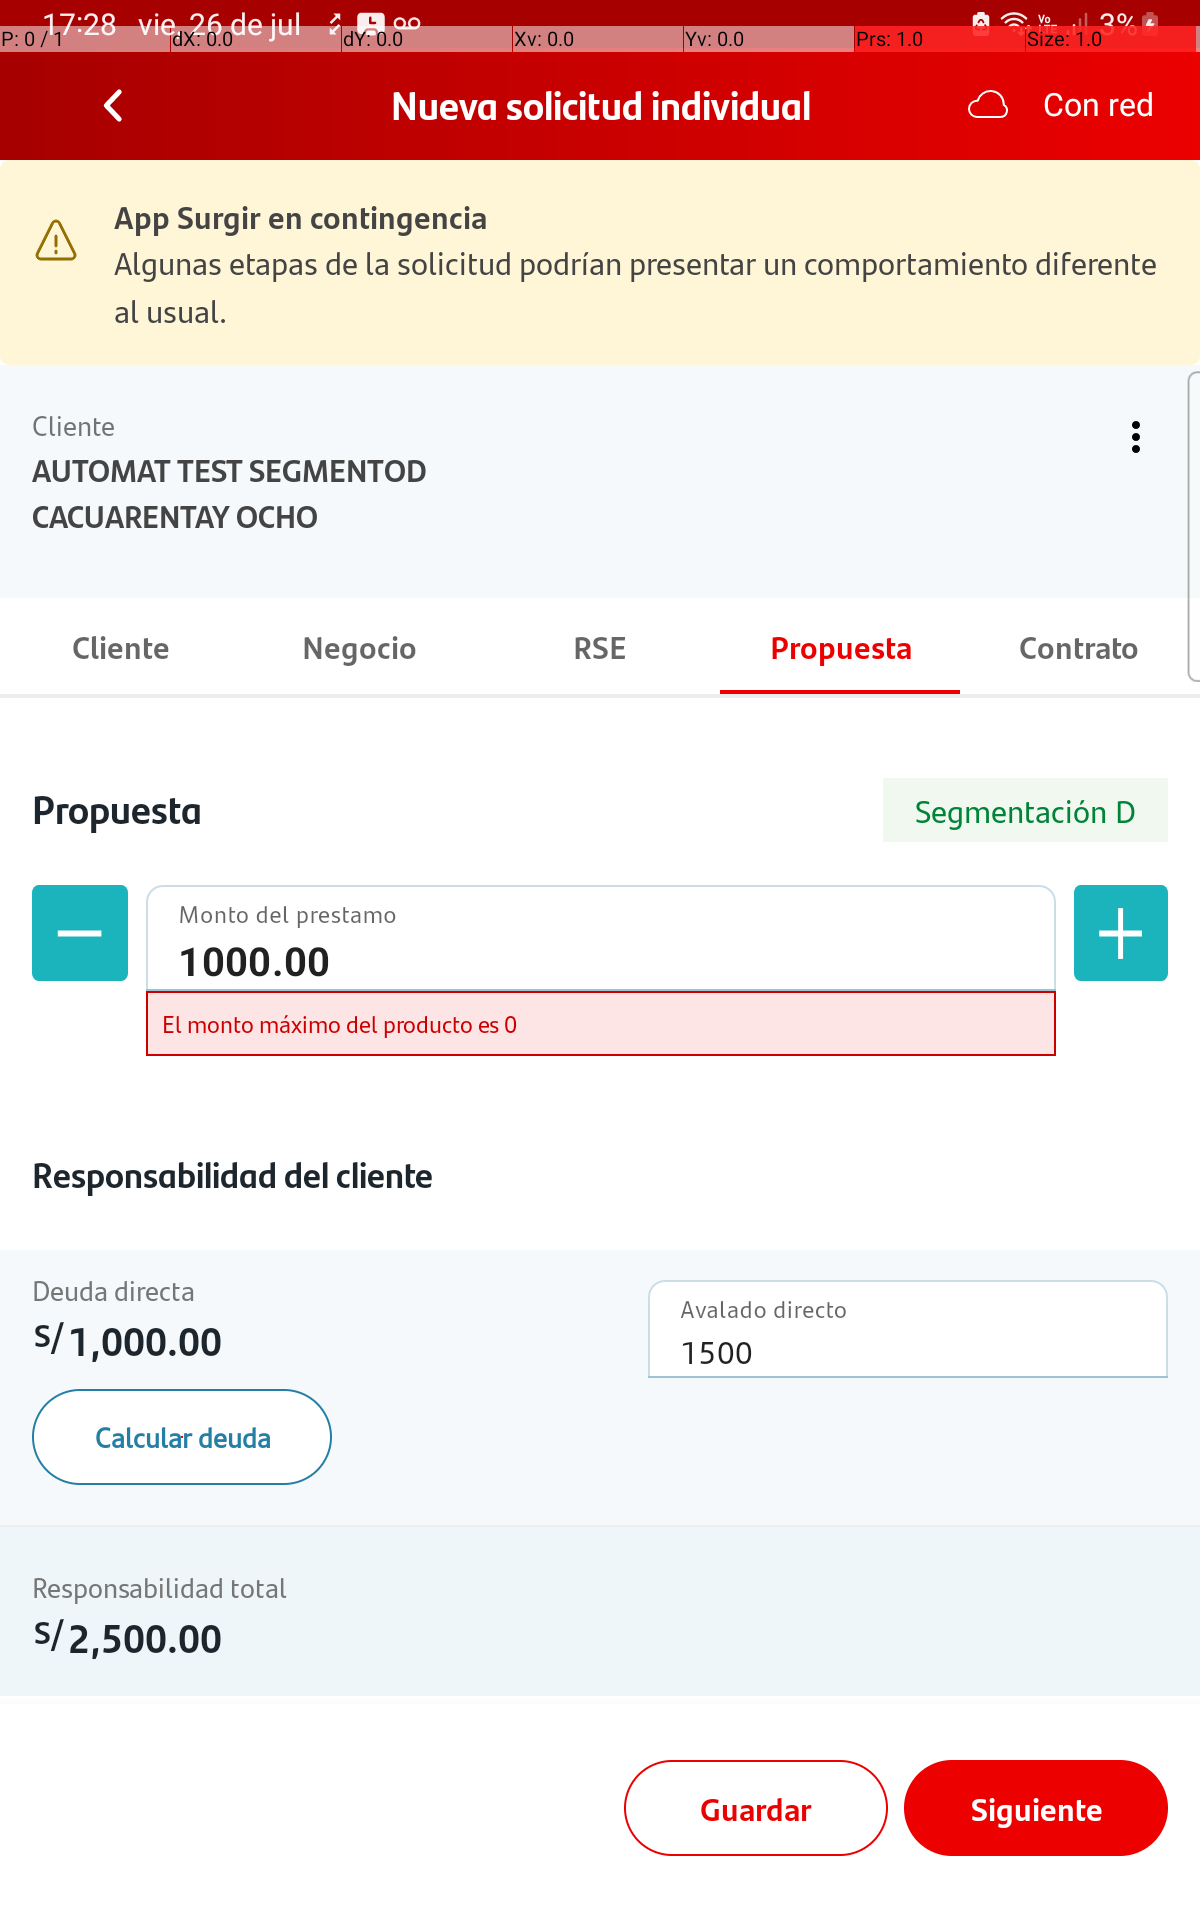 17:28 vie. 26 de jul 3%
P: 0 / 1 dX: 0.0 dY: 0.0 Xv: 0.0 Yv: 0.0 Prs: 1.0 Size: 1.0
Nueva solicitud individual
Con red
App Surgir en contingencia
Algunas etapas de la solicitud podrían presentar un comportamiento diferente
al usual.
Cliente
AUTOMAT TEST SEGMENTOD
CACUARENTAY OCHO
Cliente Negocio RSE Propuesta Contrato
Propuesta
Segmentación D
Monto del prestamo
1000.00
El monto máximo del producto es 0
Responsabilidad del cliente
Deuda directa
S/ 1,000.00
Avalado directo
1500
Calcular deuda
Responsabilidad total
S/ 2,500.00
Guardar Siguiente